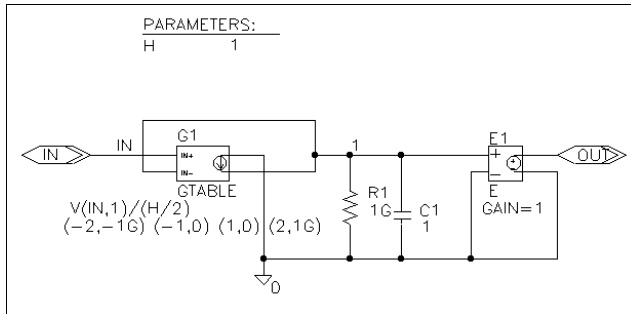 PARAMETERS:
H 1
IN
IN
G1
IN+
IN-
GTABLE
V(IN,1)/(H/2)
(-2,-1G) (-1,0) (1,0) (2,1G)
1
R1
1G
C1
1
0
E1
+
-
+
E
GAIN=1
OUT